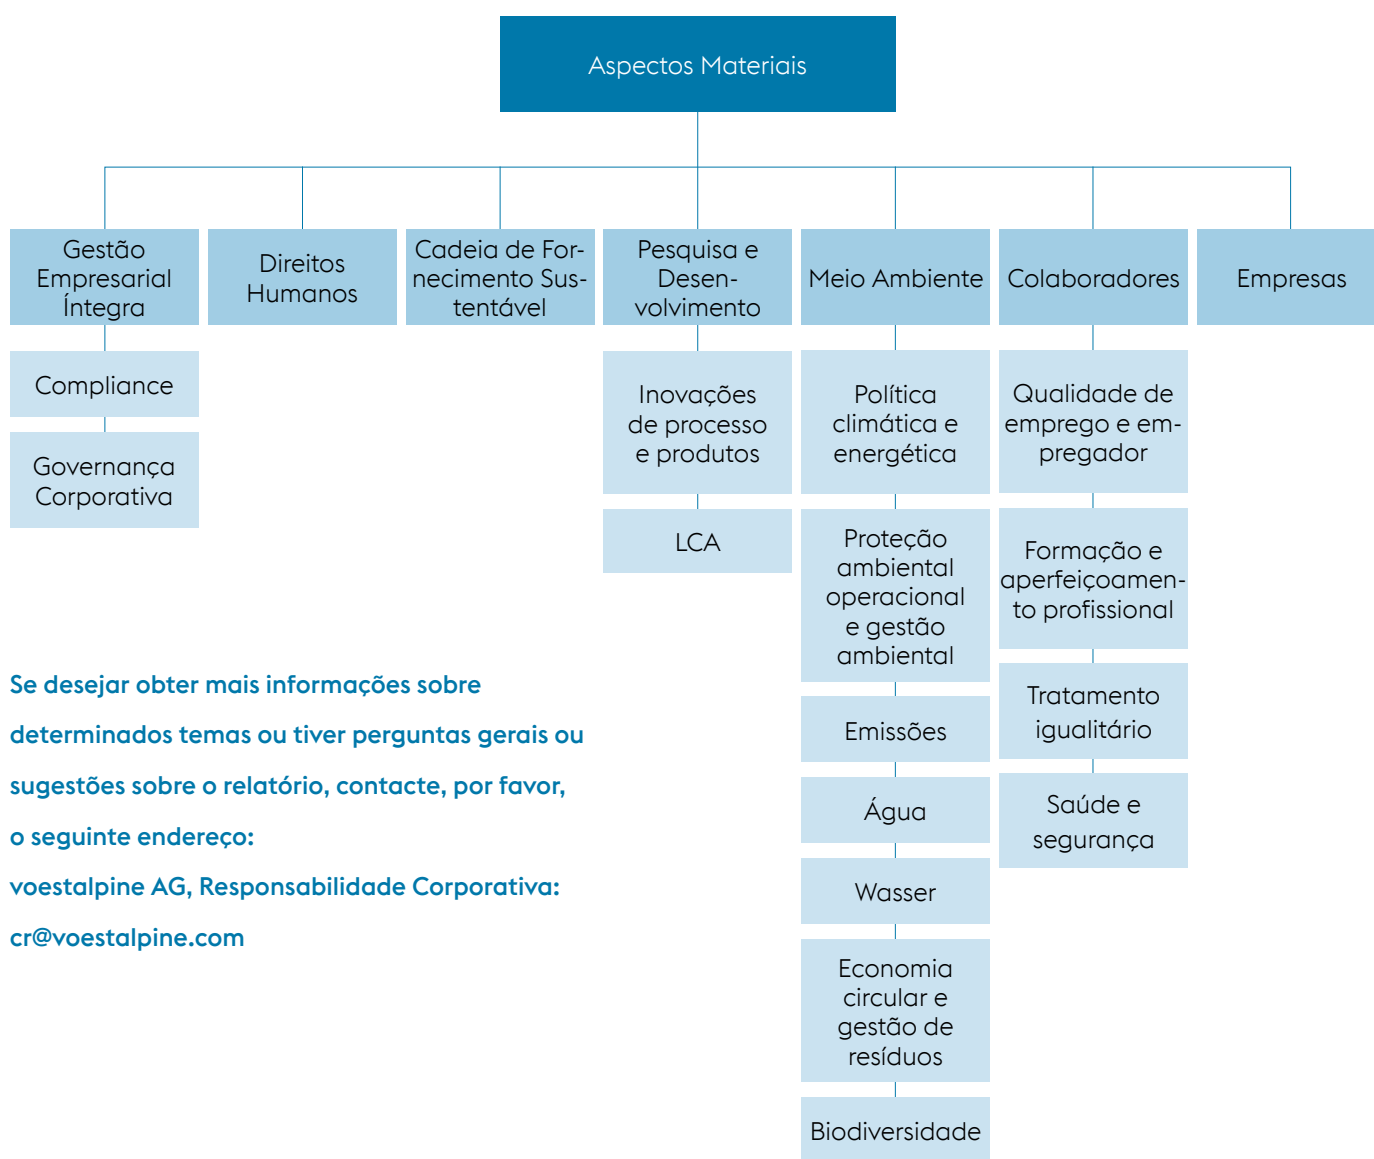 Aspectos Materiais
Gestão
Empresarial
Íntegra
Direitos
Humanos
Cadeia de For-
necimento Sus-
tentável
Pesquisa e
Desen-
volvimento
Meio Ambiente
Colaboradores
Empresas
Compliance
Governança
Corporativa
Inovações
de processo
e produtos
LCA
Política
climática e
energética
Proteção
ambiental
operacional
e gestão
ambiental
Emissões
Água
Wasser
Economia
circular e
gestão de
resíduos
Biodiversidade
Qualidade de
emprego e em-
pregador
Formação e
aperfeiçoamen-
to profissional
Tratamento
igualitário
Saúde e
segurança
Se desejar obter mais informações sobre
determinados temas ou tiver perguntas gerais ou
sugestões sobre o relatório, contacte, por favor,
o seguinte endereço:
voestalpine AG, Responsabilidade Corporativa:
cr@voestalpine.com